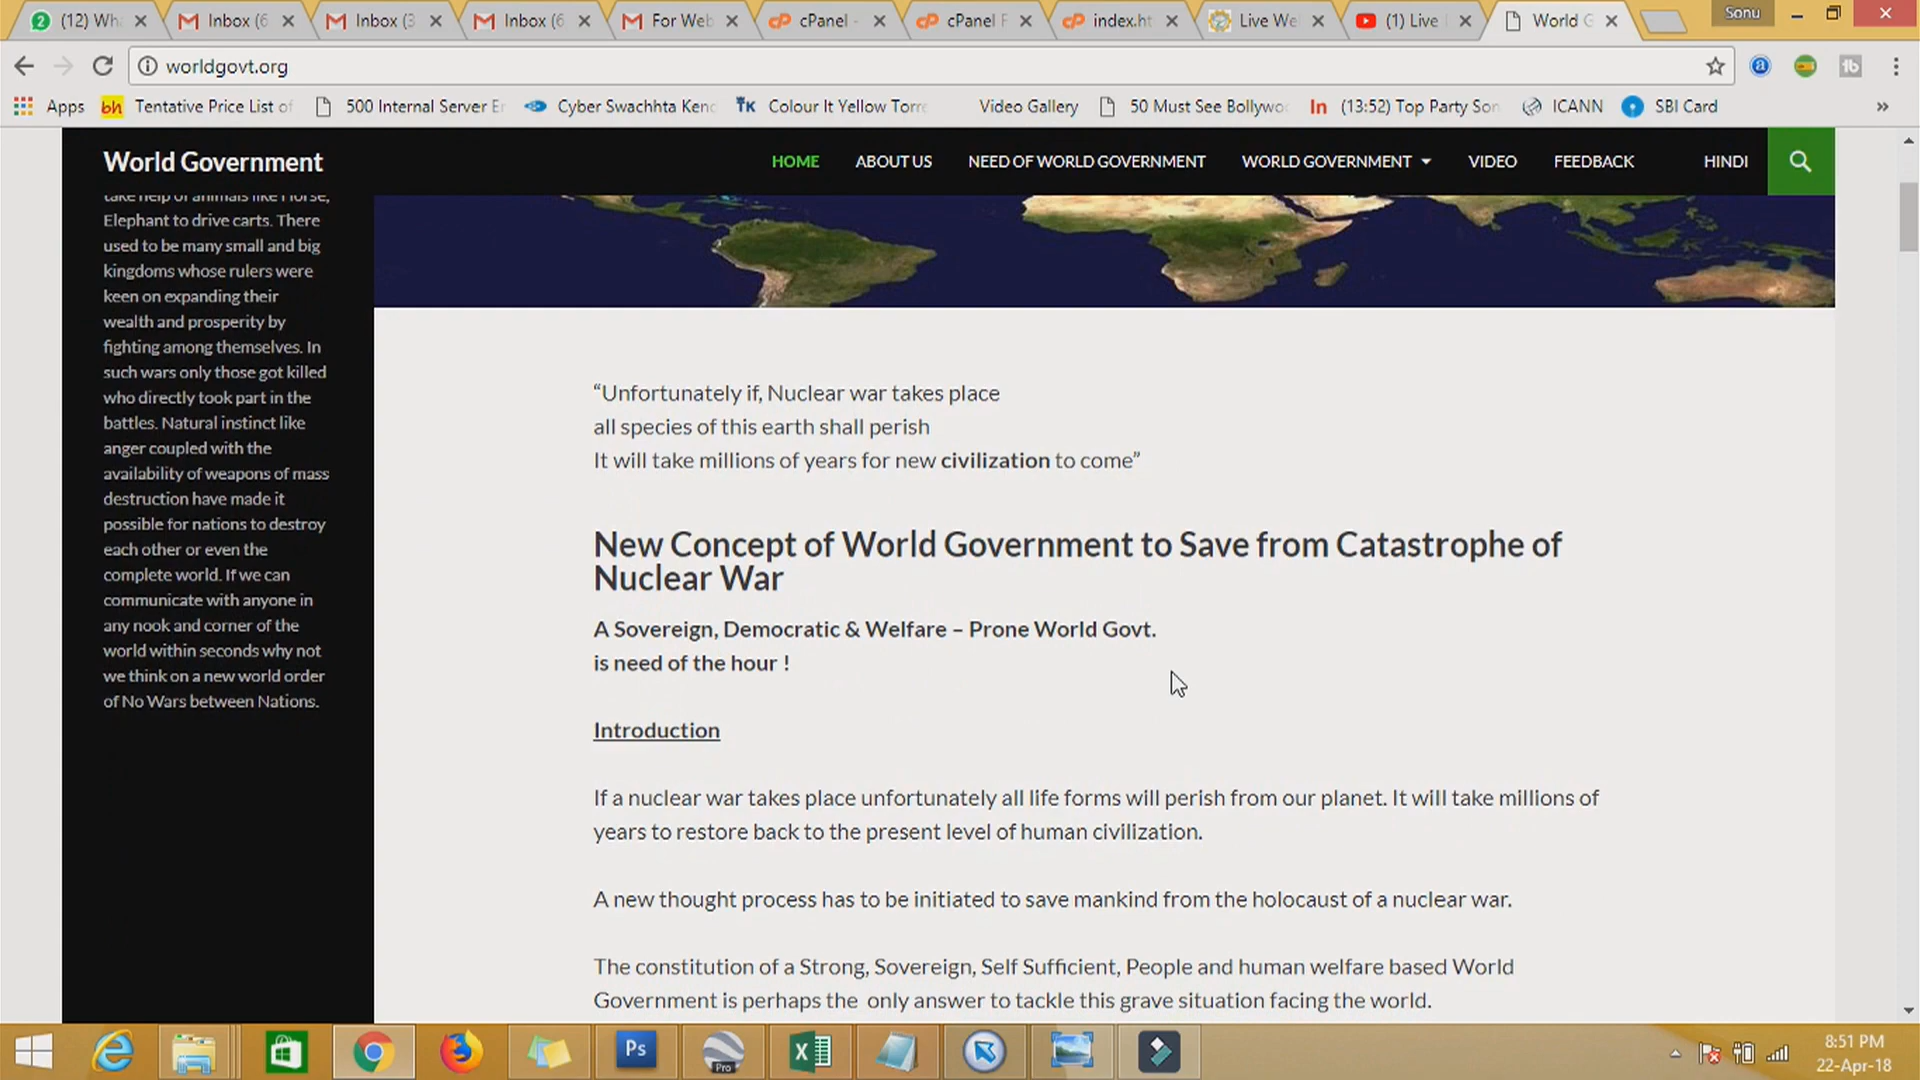 (12) Wha
Inbox (6
Inbox (3
Inbox (6
For Web
cPanel -
cPanel F
index.ht
Live We
(1) Live
World G
Sonu
worldgovt.org
Apps
bh Tentative Price List of
500 Internal Server Er
Cyber Swachhta Kend
TK Colour It Yellow Torre
Video Gallery
50 Must See Bollywoo
In (13:52) Top Party Son
ICANN
SBI Card
»
World Government
HOME
ABOUT US
NEED OF WORLD GOVERNMENT
WORLD GOVERNMENT
VIDEO
FEEDBACK
HINDI
take help of animals like Horse,
Elephant to drive carts. There
used to be many small and big
kingdoms whose rulers were
keen on expanding their
wealth and prosperity by
fighting among themselves. In
such wars only those got killed
who directly took part in the
battles. Natural instinct like
anger coupled with the
availability of weapons of mass
destruction have made it
possible for nations to destroy
each other or even the
complete world. If we can
communicate with anyone in
any nook and corner of the
world within seconds why not
we think on a new world order
of No Wars between Nations.
“Unfortunately if, Nuclear war takes place
all species of this earth shall perish
It will take millions of years for new civilization to come”
New Concept of World Government to Save from Catastrophe of
Nuclear War
A Sovereign, Democratic & Welfare – Prone World Govt.
is need of the hour !
Introduction
If a nuclear war takes place unfortunately all life forms will perish from our planet. It will take millions of
years to restore back to the present level of human civilization.
A new thought process has to be initiated to save mankind from the holocaust of a nuclear war.
The constitution of a Strong, Sovereign, Self Sufficient, People and human welfare based World
Government is perhaps the only answer to tackle this grave situation facing the world.
Ps
Pro
8:51 PM
22-Apr-18